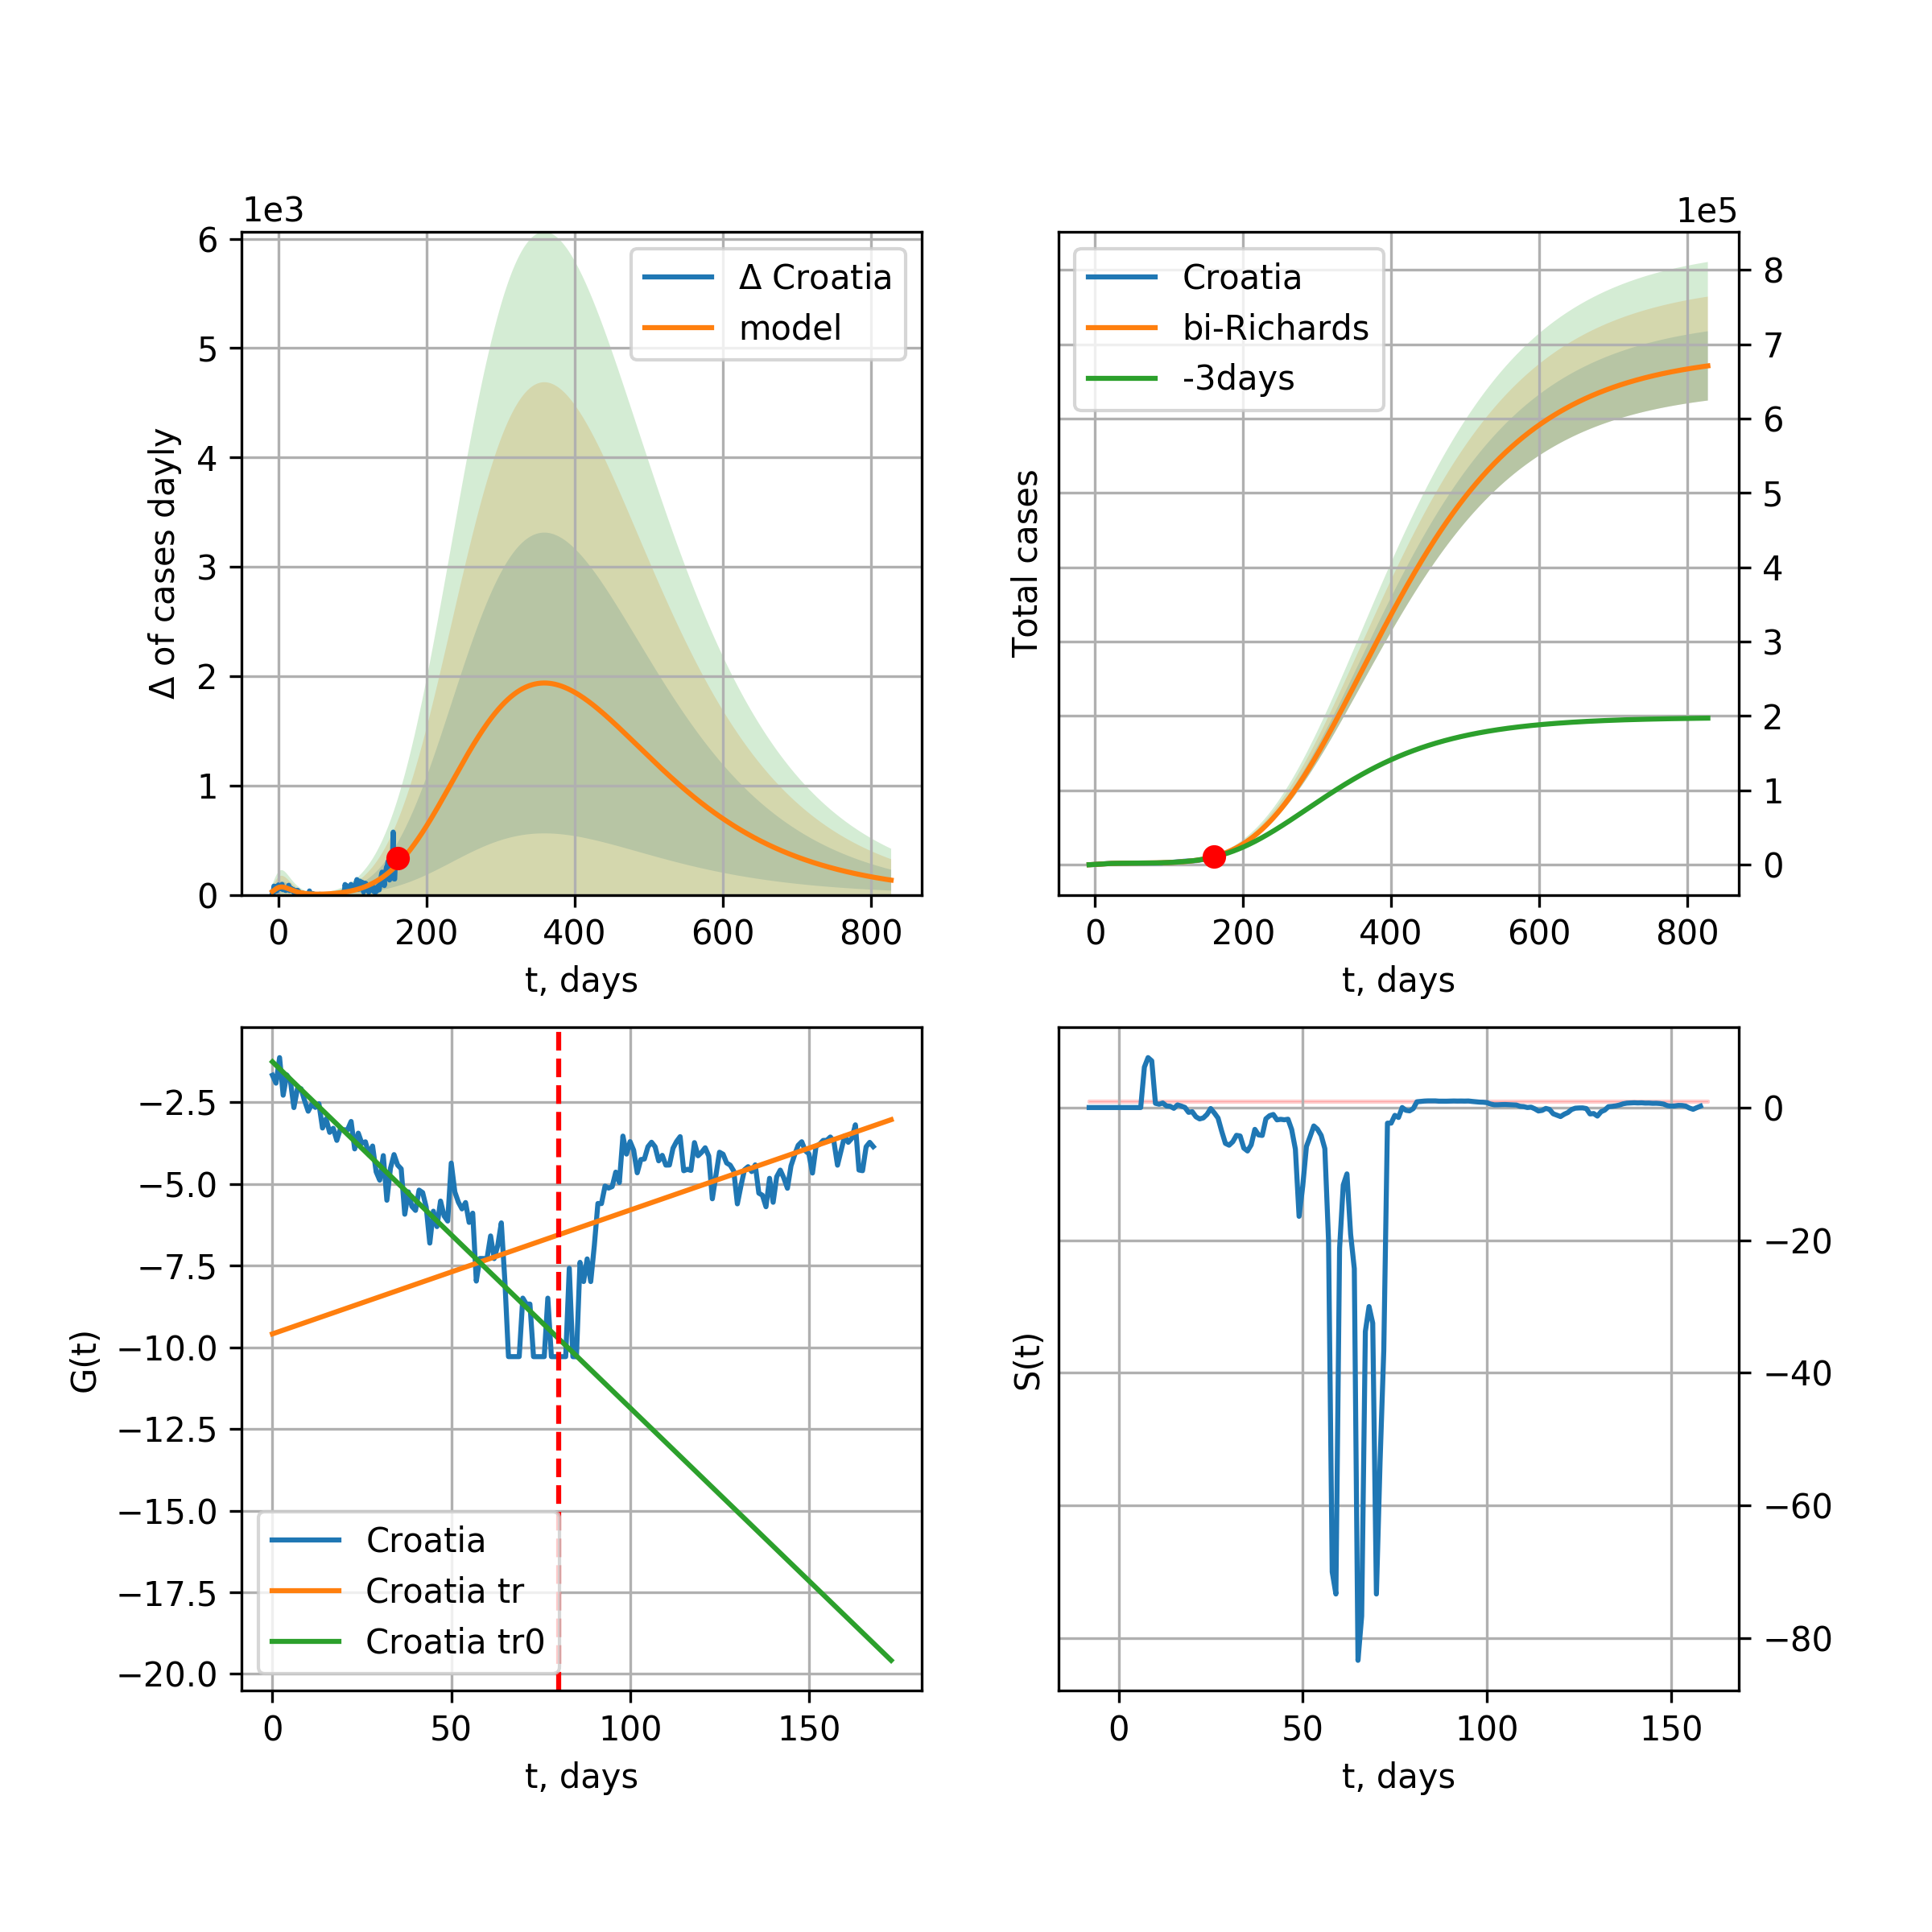 1e3
6
5
4
3
2
1
0
Δ of cases dayly
Δ Croatia
model
0 200 400 600 800
t, days
1e5
8
7
6
5
4
3
2
1
0
Total cases
Croatia
bi-Richards
-3days
0 200 400 600 800
t, days
−2.5
−5.0
−7.5
−10.0
−12.5
−15.0
−17.5
−20.0
G(t)
Croatia
Croatia tr
Croatia tr0
0 50 100 150
t, days
0
−20
−40
−60
−80
S(t)
0 50 100 150
t, days